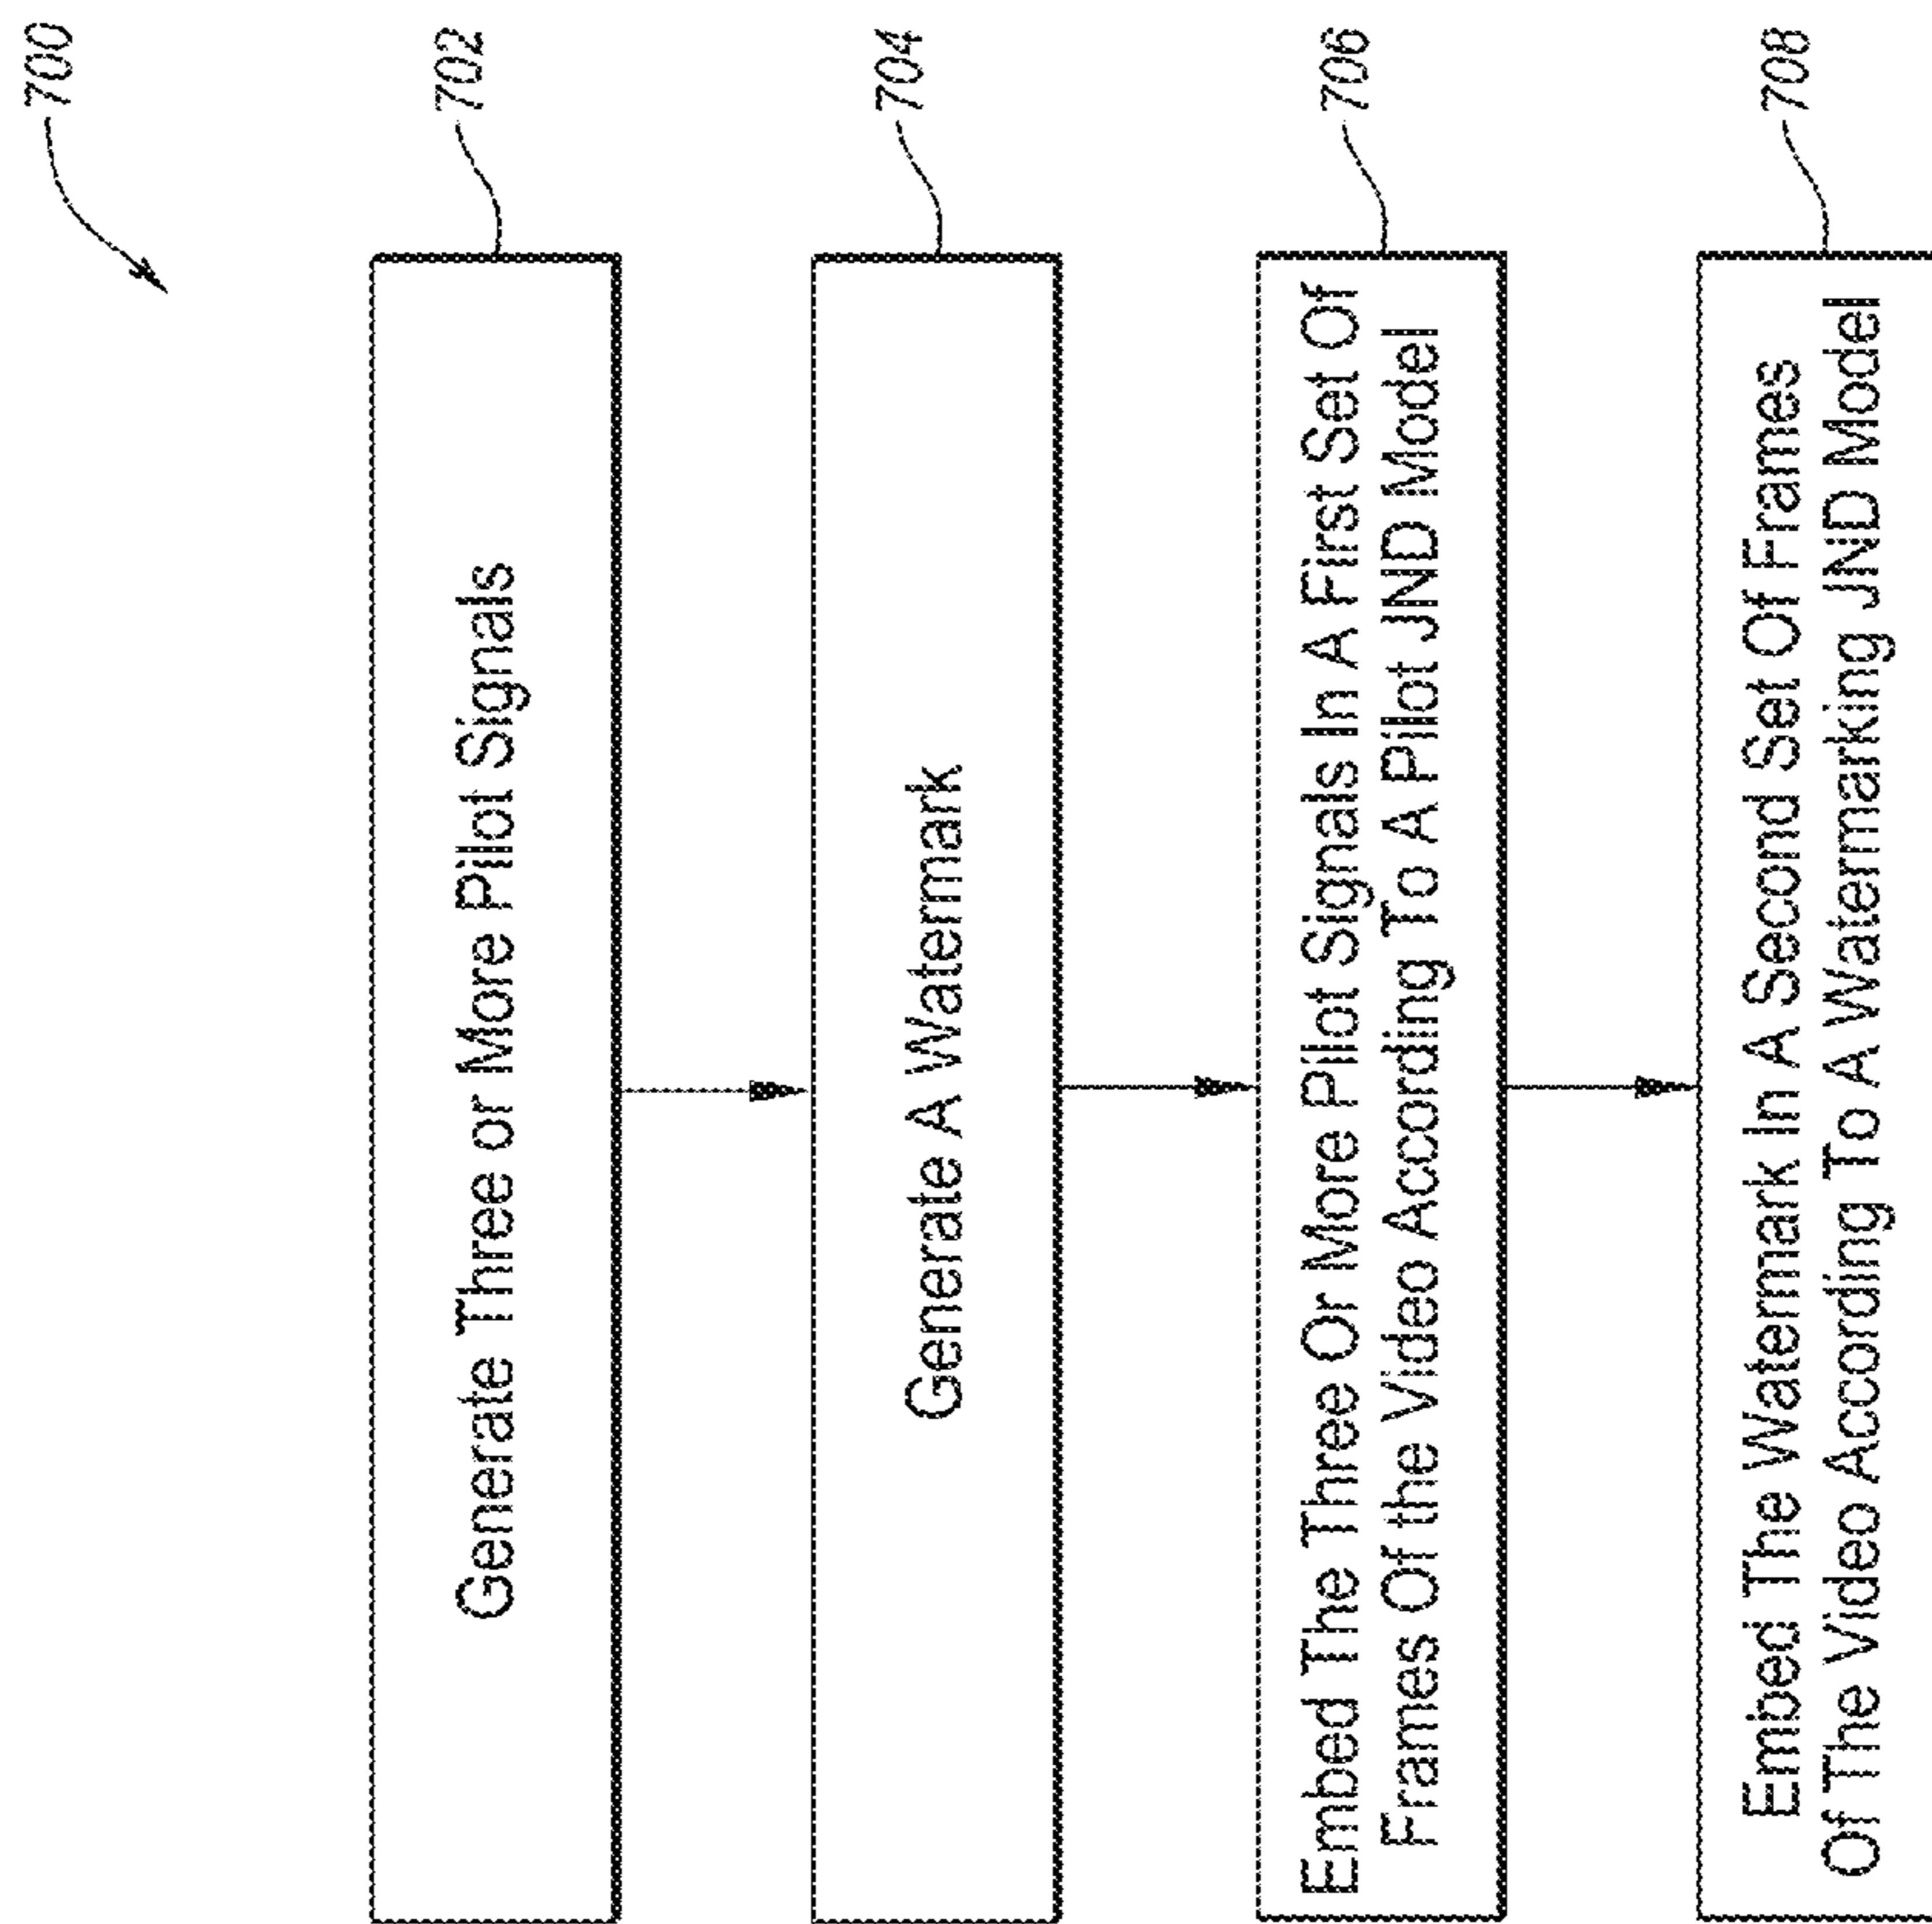 700
Generate Three or More Pilot Signals
702
Generate A Watermark
704
Embed The Three Or More Pilot Signals In A First Set Of
Frames Of the Video According To A Pilot JND Model
706
Embed The Watermark In A Second Set Of Frames
Of The Video According To A Watermarking JND Model
708